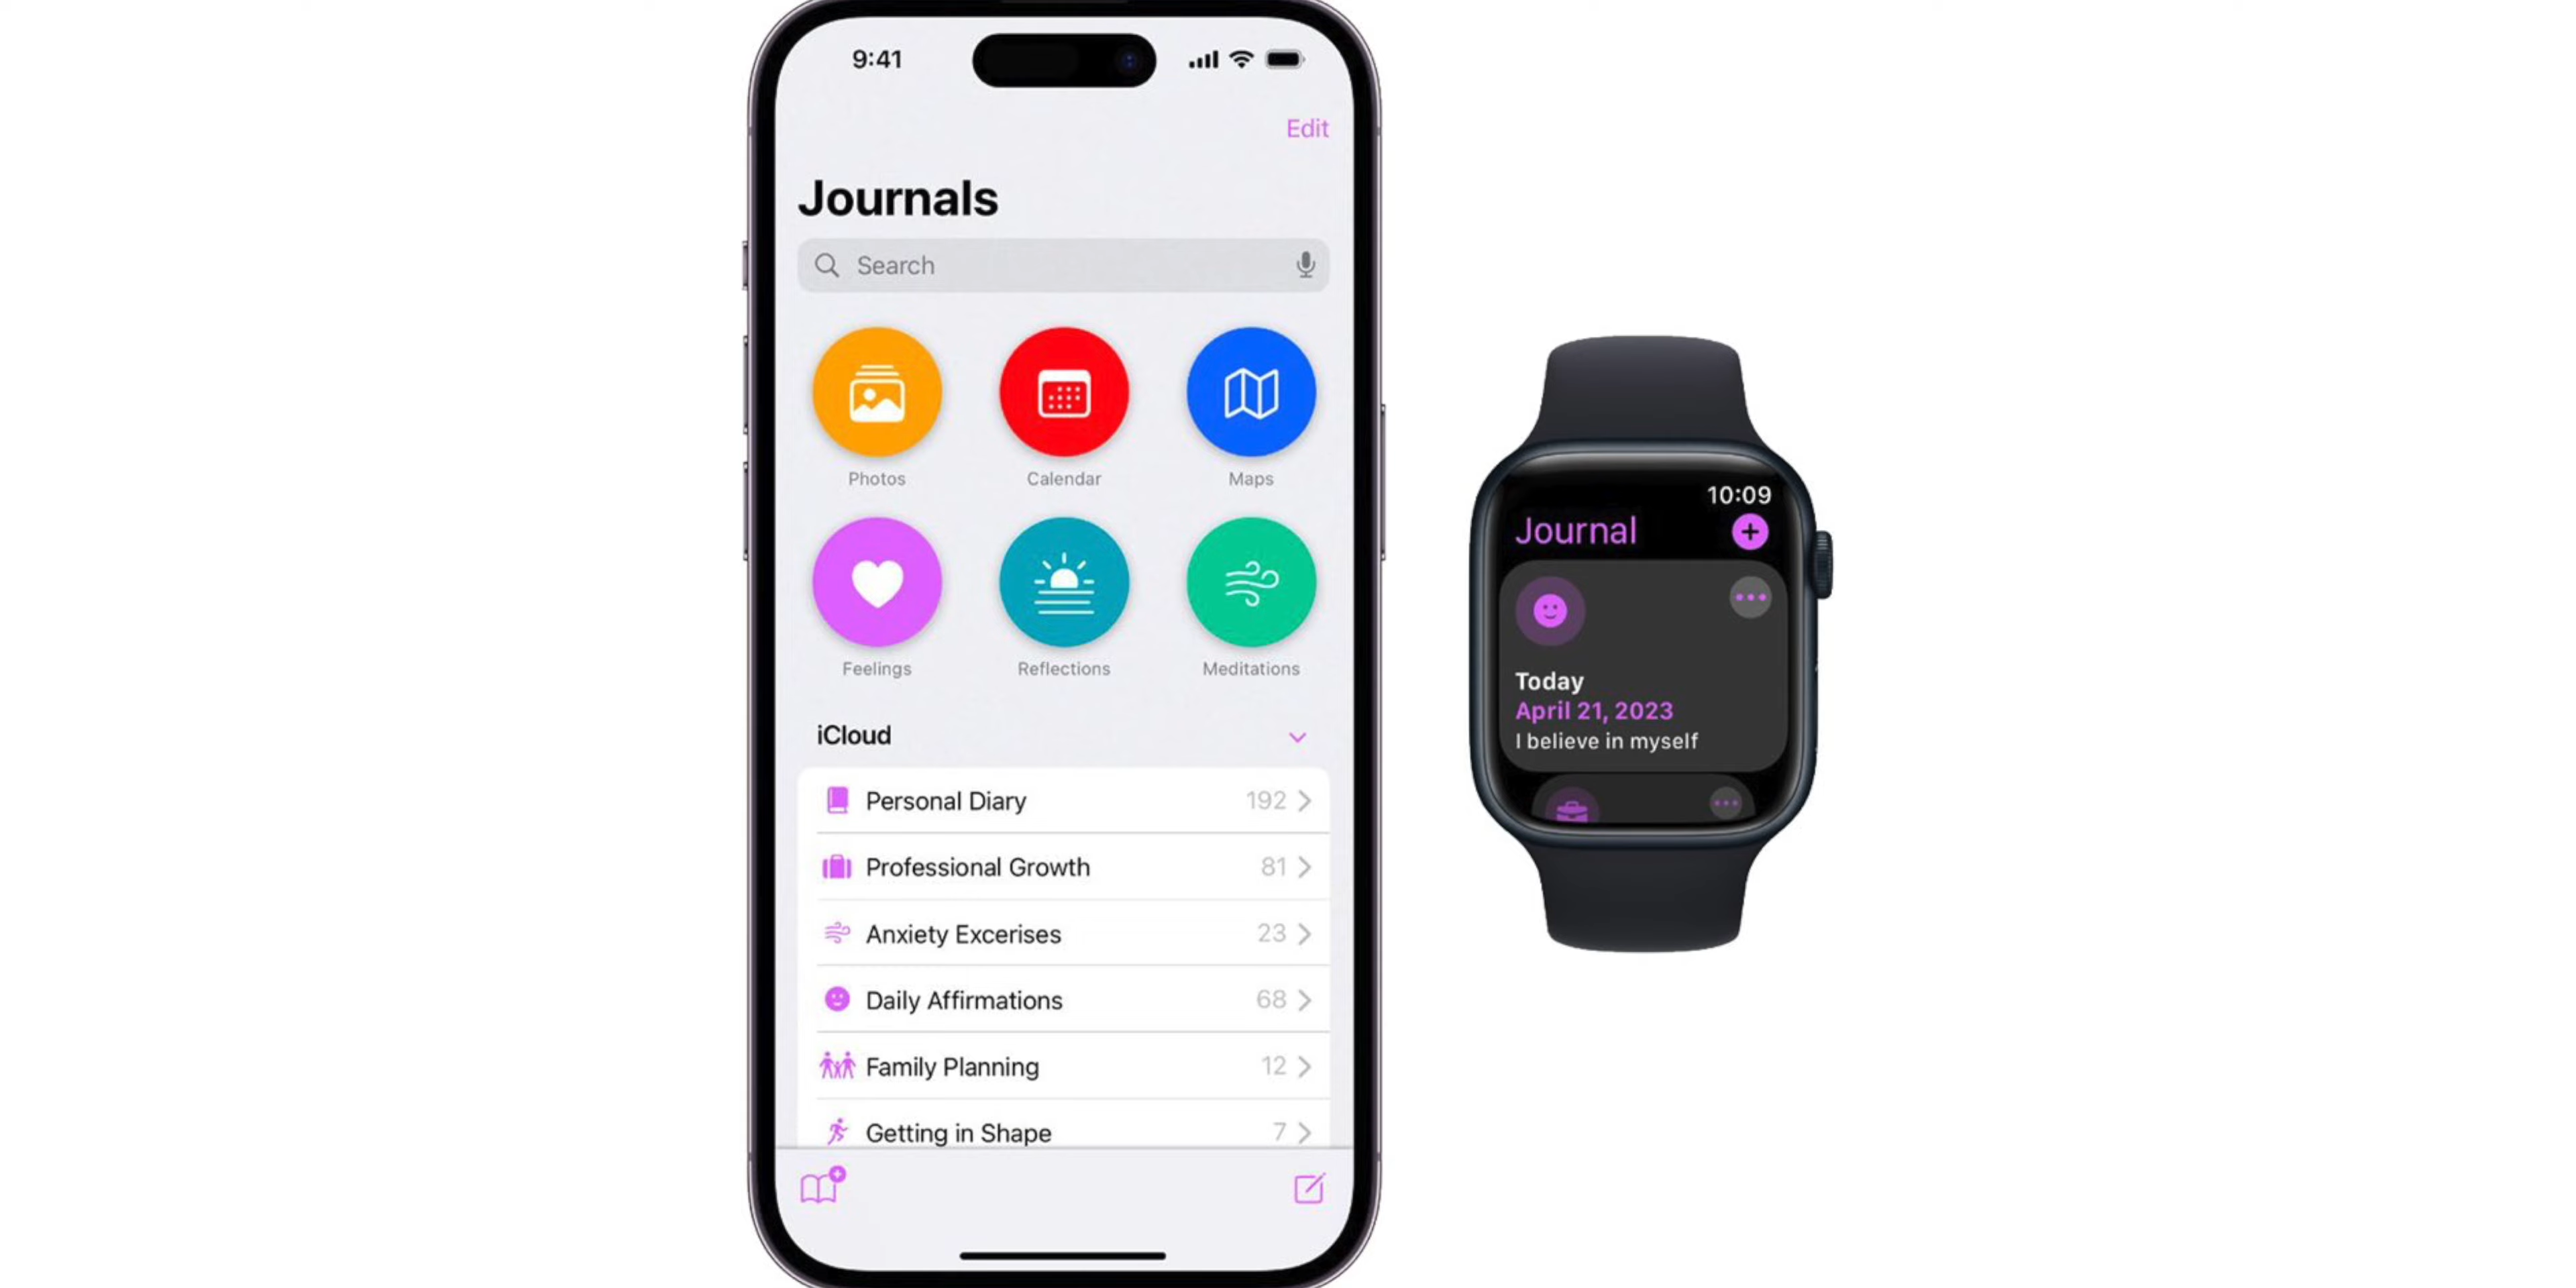 9:41
Edit
Journals
Search
Photos Calendar Maps
Feelings Reflections Meditations
iCloud
Personal Diary 192
Professional Growth 81
Anxiety Excerises 23
Daily Affirmations 68
Family Planning 12
Getting in Shape 7
10:09
Journal
Today
April 21, 2023
I believe in myself